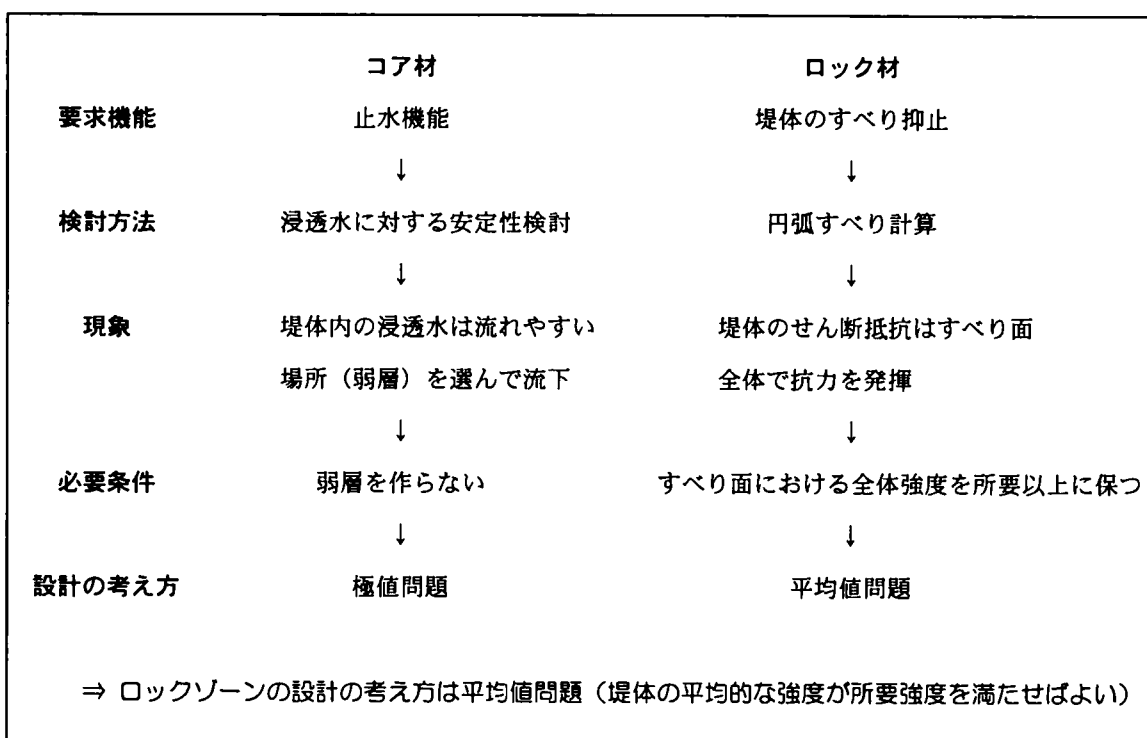 コア材 ロック材
要求機能 止水機能 堤体のすべり抑止
↓ ↓
検討方法 浸透水に対する安定性検討 円弧すべり計算
↓ ↓
現象 堤体内の浸透水は流れやすい 堤体のせん断抵抗はすべり面
場所（弱層）を選んで流下 全体で抗力を発揮
↓ ↓
必要条件 弱層を作らない すべり面における全体強度を所要以上に保つ
↓ ↓
設計の考え方 極値問題 平均値問題
⇒ ロックゾーンの設計の考え方は平均値問題（堤体の平均的な強度が所要強度を満たせばよい）